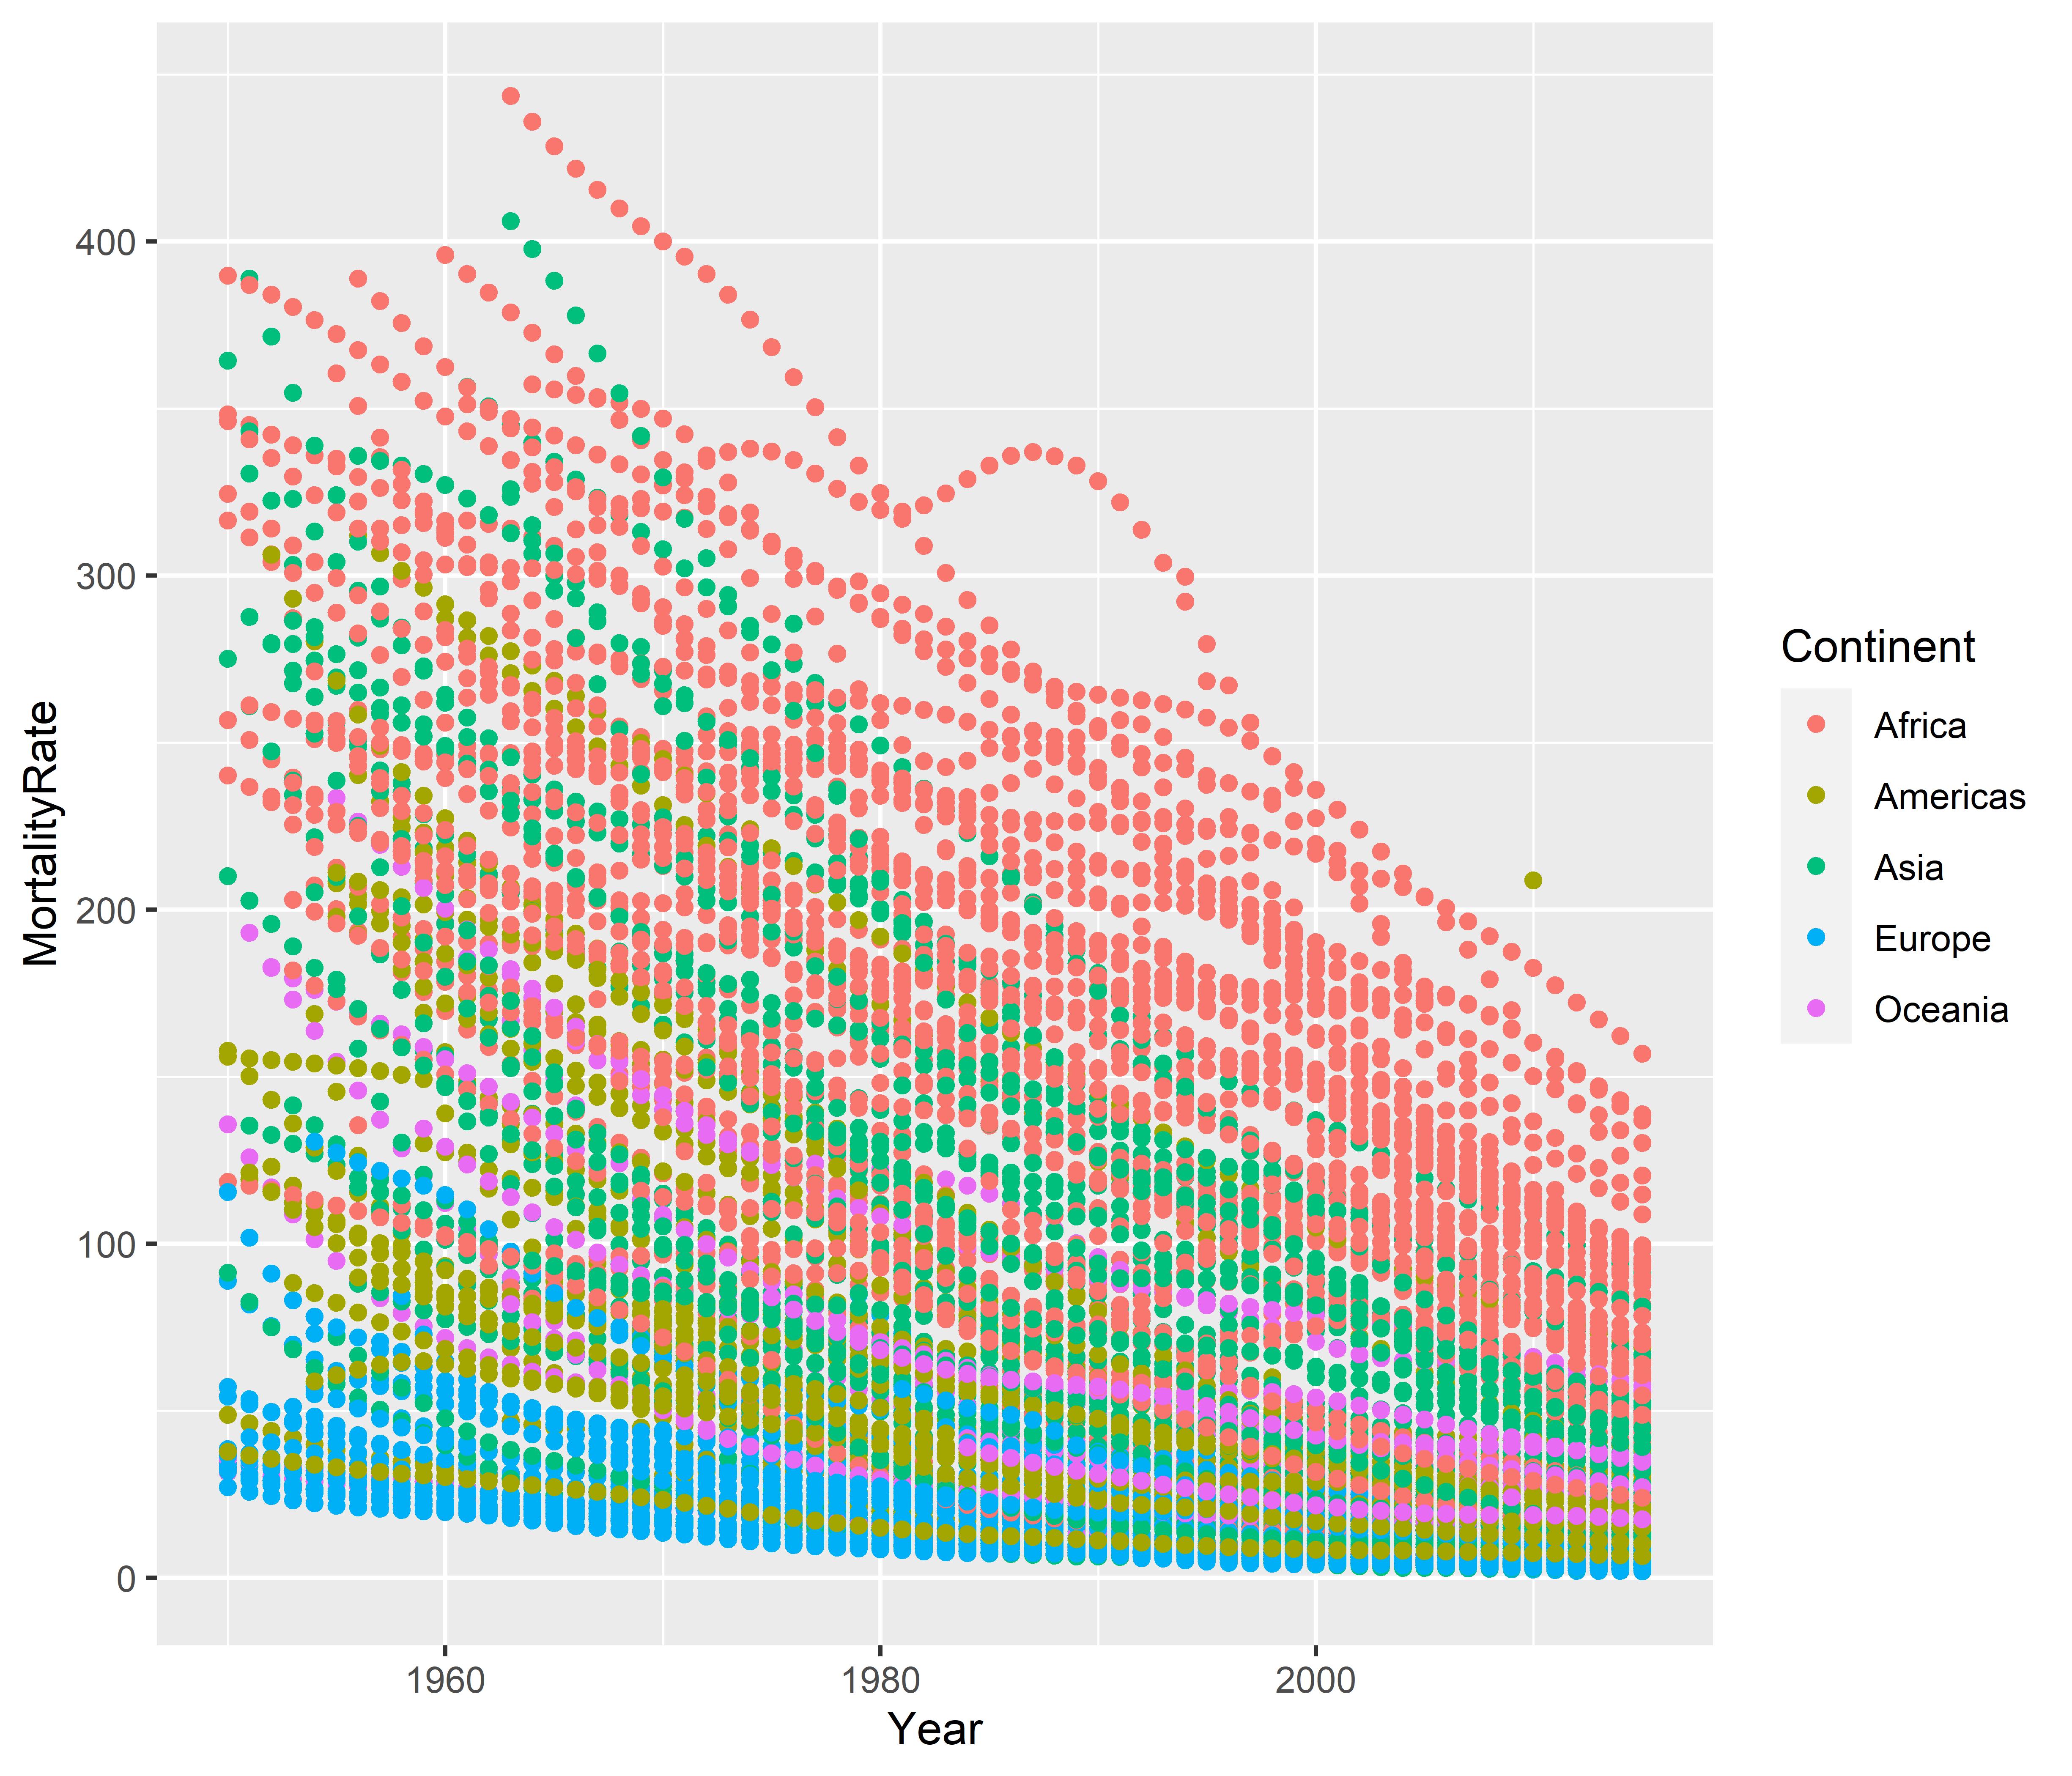 MortalityRate
400
300
200
100
0
1960
1980
2000
Year
Continent
Africa
Americas
Asia
Europe
Oceania